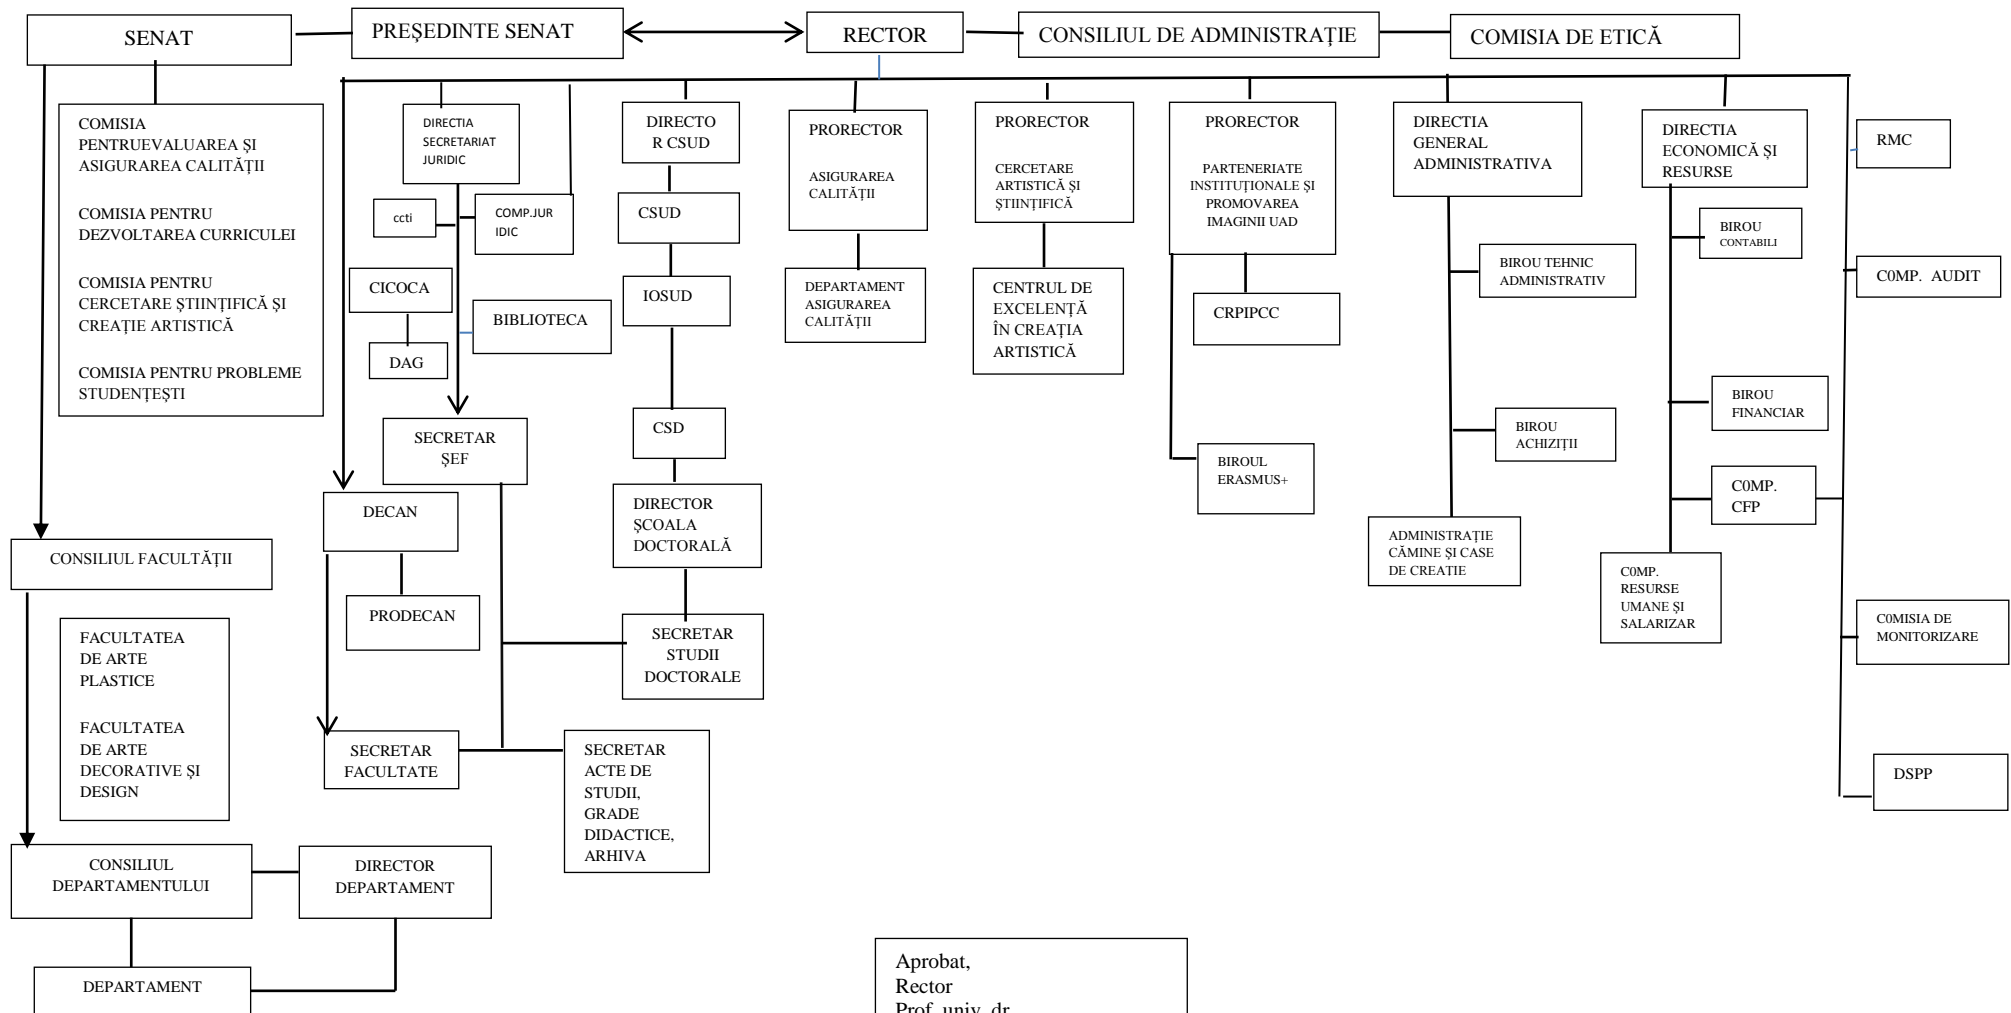 SENAT
PREȘEDINTE SENAT
RECTOR
CONSILIUL DE ADMINISTRAȚIE
COMISIA DE ETICĂ
COMISIA
PENTRUEVALUAREA ȘI
ASIGURAREA CALITĂȚII
COMISIA PENTRU
DEZVOLTAREA CURRICULEI
COMISIA PENTRU
CERCETARE ȘTIINȚIFICĂ ȘI
CREAȚIE ARTISTICĂ
COMISIA PENTRU PROBLEME
STUDENȚEȘTI
DIRECTIA
SECRETARIAT
JURIDIC
ccti
COMP.JUR
IDIC
CICOCA
DAG
BIBLIOTECA
SECRETAR
ȘEF
DIRECTO
R CSUD
CSUD
IOSUD
CSD
DIRECTOR
ȘCOALA
DOCTORALĂ
SECRETAR
STUDII
DOCTORALE
PRORECTOR
ASIGURAREA
CALITĂȚII
DEPARTAMENT
ASIGURAREA
CALITĂȚII
PRORECTOR
CERCETARE
ARTISTICĂ ȘI
ȘTIINȚIFICĂ
CENTRUL DE
EXCELENȚĂ
ÎN CREAȚIA
ARTISTICĂ
PRORECTOR
PARTENERIATE
INSTITUȚIONALE ȘI
PROMOVAREA
IMAGINII UAD
CRPIPCC
BIROUL
ERASMUS+
DIRECTIA
GENERAL
ADMINISTRATIVA
BIROU TEHNIC
ADMINISTRATIV
BIROU
ACHIZIȚII
ADMINISTRAȚIE
CĂMINE ȘI CASE
DE CREAȚIE
DIRECTIA
ECONOMICĂ ȘI
RESURSE
BIROU
CONTABILI
BIROU
FINANCIAR
C0MP.
CFP
C0MP.
RESURSE
UMANE ȘI
SALARIZAR
RMC
C0MP. AUDIT
C0MISIA DE
MONITORIZARE
DSPP
DECAN
PRODECAN
SECRETAR
FACULTATE
SECRETAR
ACTE DE
STUDII,
GRADE
DIDACTICE,
ARHIVA
CONSILIUL FACULTĂȚII
FACULTATEA
DE ARTE
PLASTICE
FACULTATEA
DE ARTE
DECORATIVE ȘI
DESIGN
CONSILIUL
DEPARTAMENTULUI
DIRECTOR
DEPARTAMENT
DEPARTAMENT
Aprobat,
Rector
Prof. univ. dr.